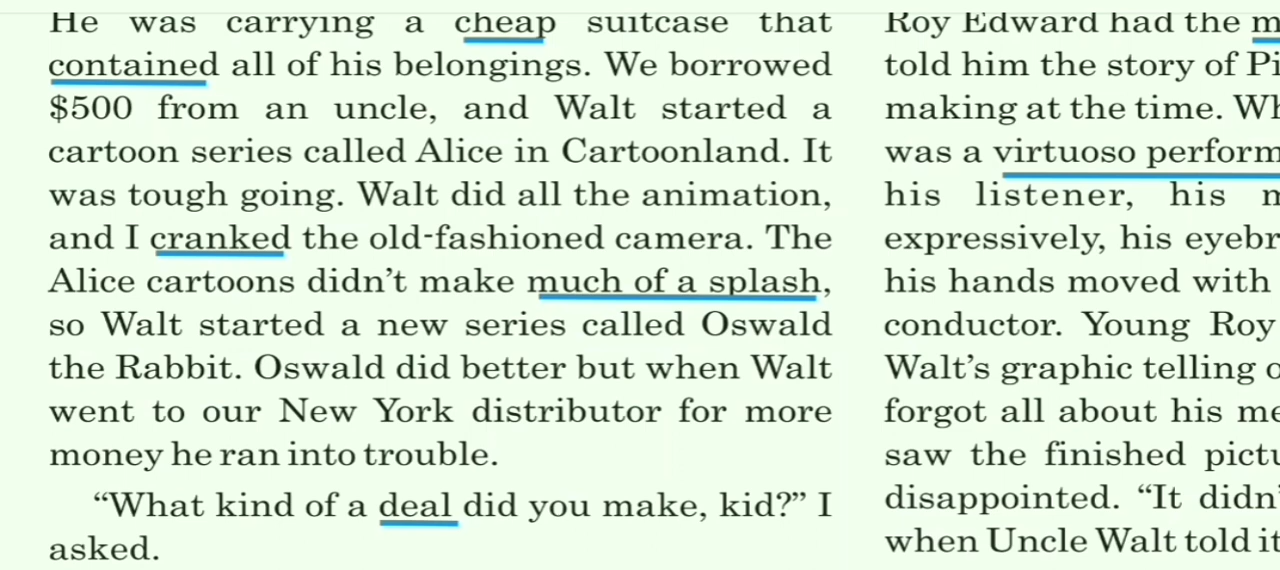 He was carrying a cheap suitcase that
contained all of his belongings. We borrowed
$500 from an uncle, and Walt started a
cartoon series called Alice in Cartoonland. It
was tough going. Walt did all the animation,
and I cranked the old-fashioned camera. The
Alice cartoons didn’t make much of a splash,
so Walt started a new series called Oswald
the Rabbit. Oswald did better but when Walt
went to our New York distributor for more
money he ran into trouble.
“What kind of a deal did you make, kid?” I
asked.
Roy Edward had the
told him the story of
making at the time.
was a virtuoso
his listener, his
expressively, his
his hands moved with
conductor. Young Roy
Walt’s graphic telling
forgot all about his
saw the finished
disappointed. “It
when Uncle Walt told it